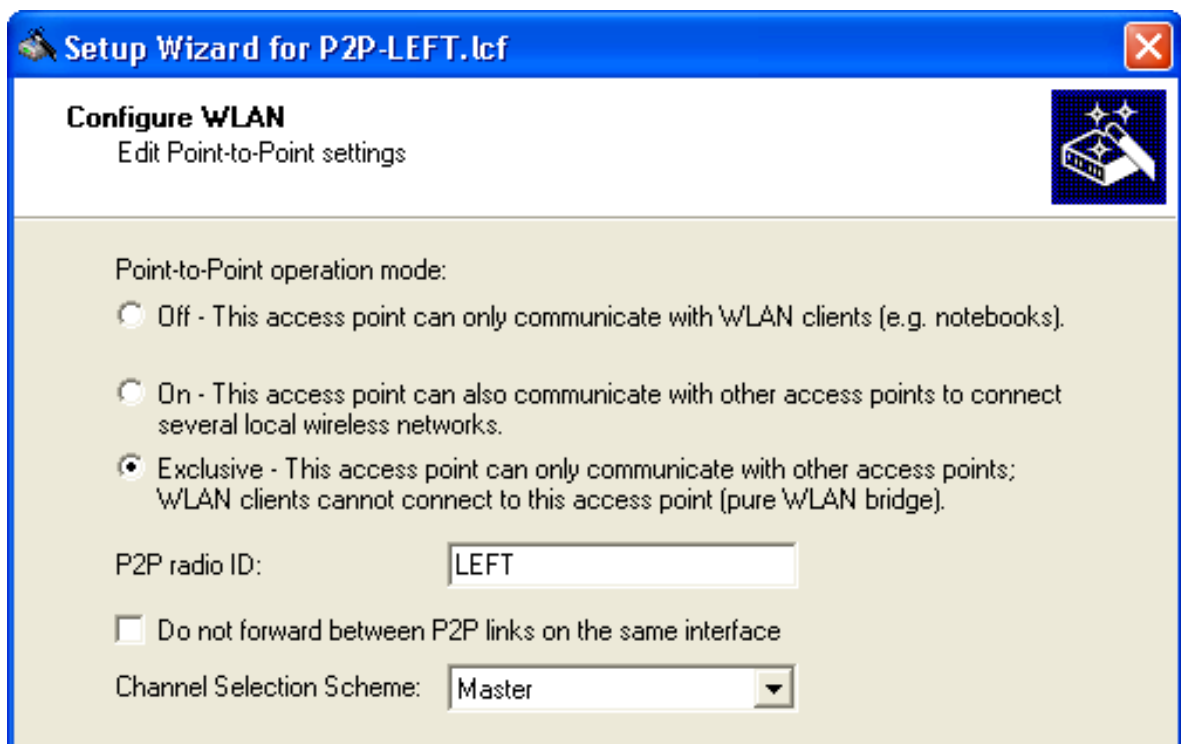 Setup Wizard for P2P-LEFT.lcf
Configure WLAN
Edit Point-to-Point settings
Point-to-Point operation mode:
Off - This access point can only communicate with WLAN clients (e.g. notebooks).
On - This access point can also communicate with other access points to connect
several local wireless networks.
Exclusive - This access point can only communicate with other access points;
WLAN clients cannot connect to this access point (pure WLAN bridge).
P2P radio ID: LEFT
Do not forward between P2P links on the same interface
Channel Selection Scheme: Master